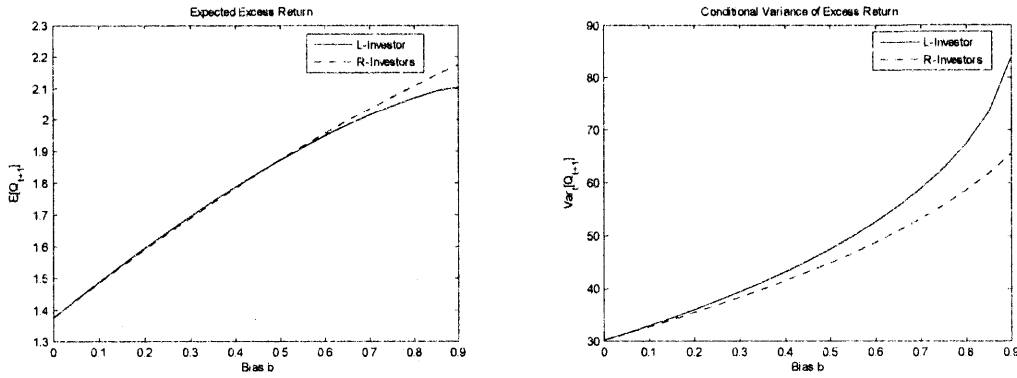 Expected Excess Return
2.3
2.2
2.1
2
1.9
1.8
1.7
1.6
1.5
1.4
1.3
E[Q_{t+1}]
L-Investor
R-Investors
0 0.1 0.2 0.3 0.4 0.5 0.6 0.7 0.8 0.9
Bias b
Conditional Variance of Excess Return
90
80
70
60
50
40
30
Var_t[Q_{t+1}]
L-Investor
R-Investors
0 0.1 0.2 0.3 0.4 0.5 0.6 0.7 0.8 0.9
Bias b